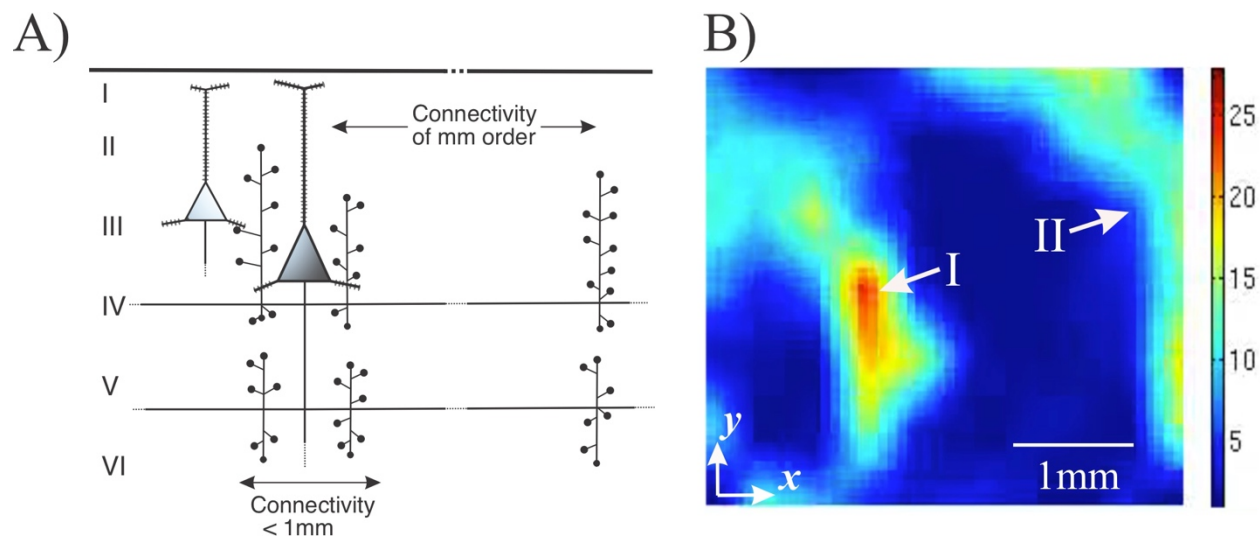 A)
I
II
III
IV
V
VI
Connectivity
of mm order
Connectivity
< 1mm
B)
I
II
y
x
1mm
25
20
15
10
5